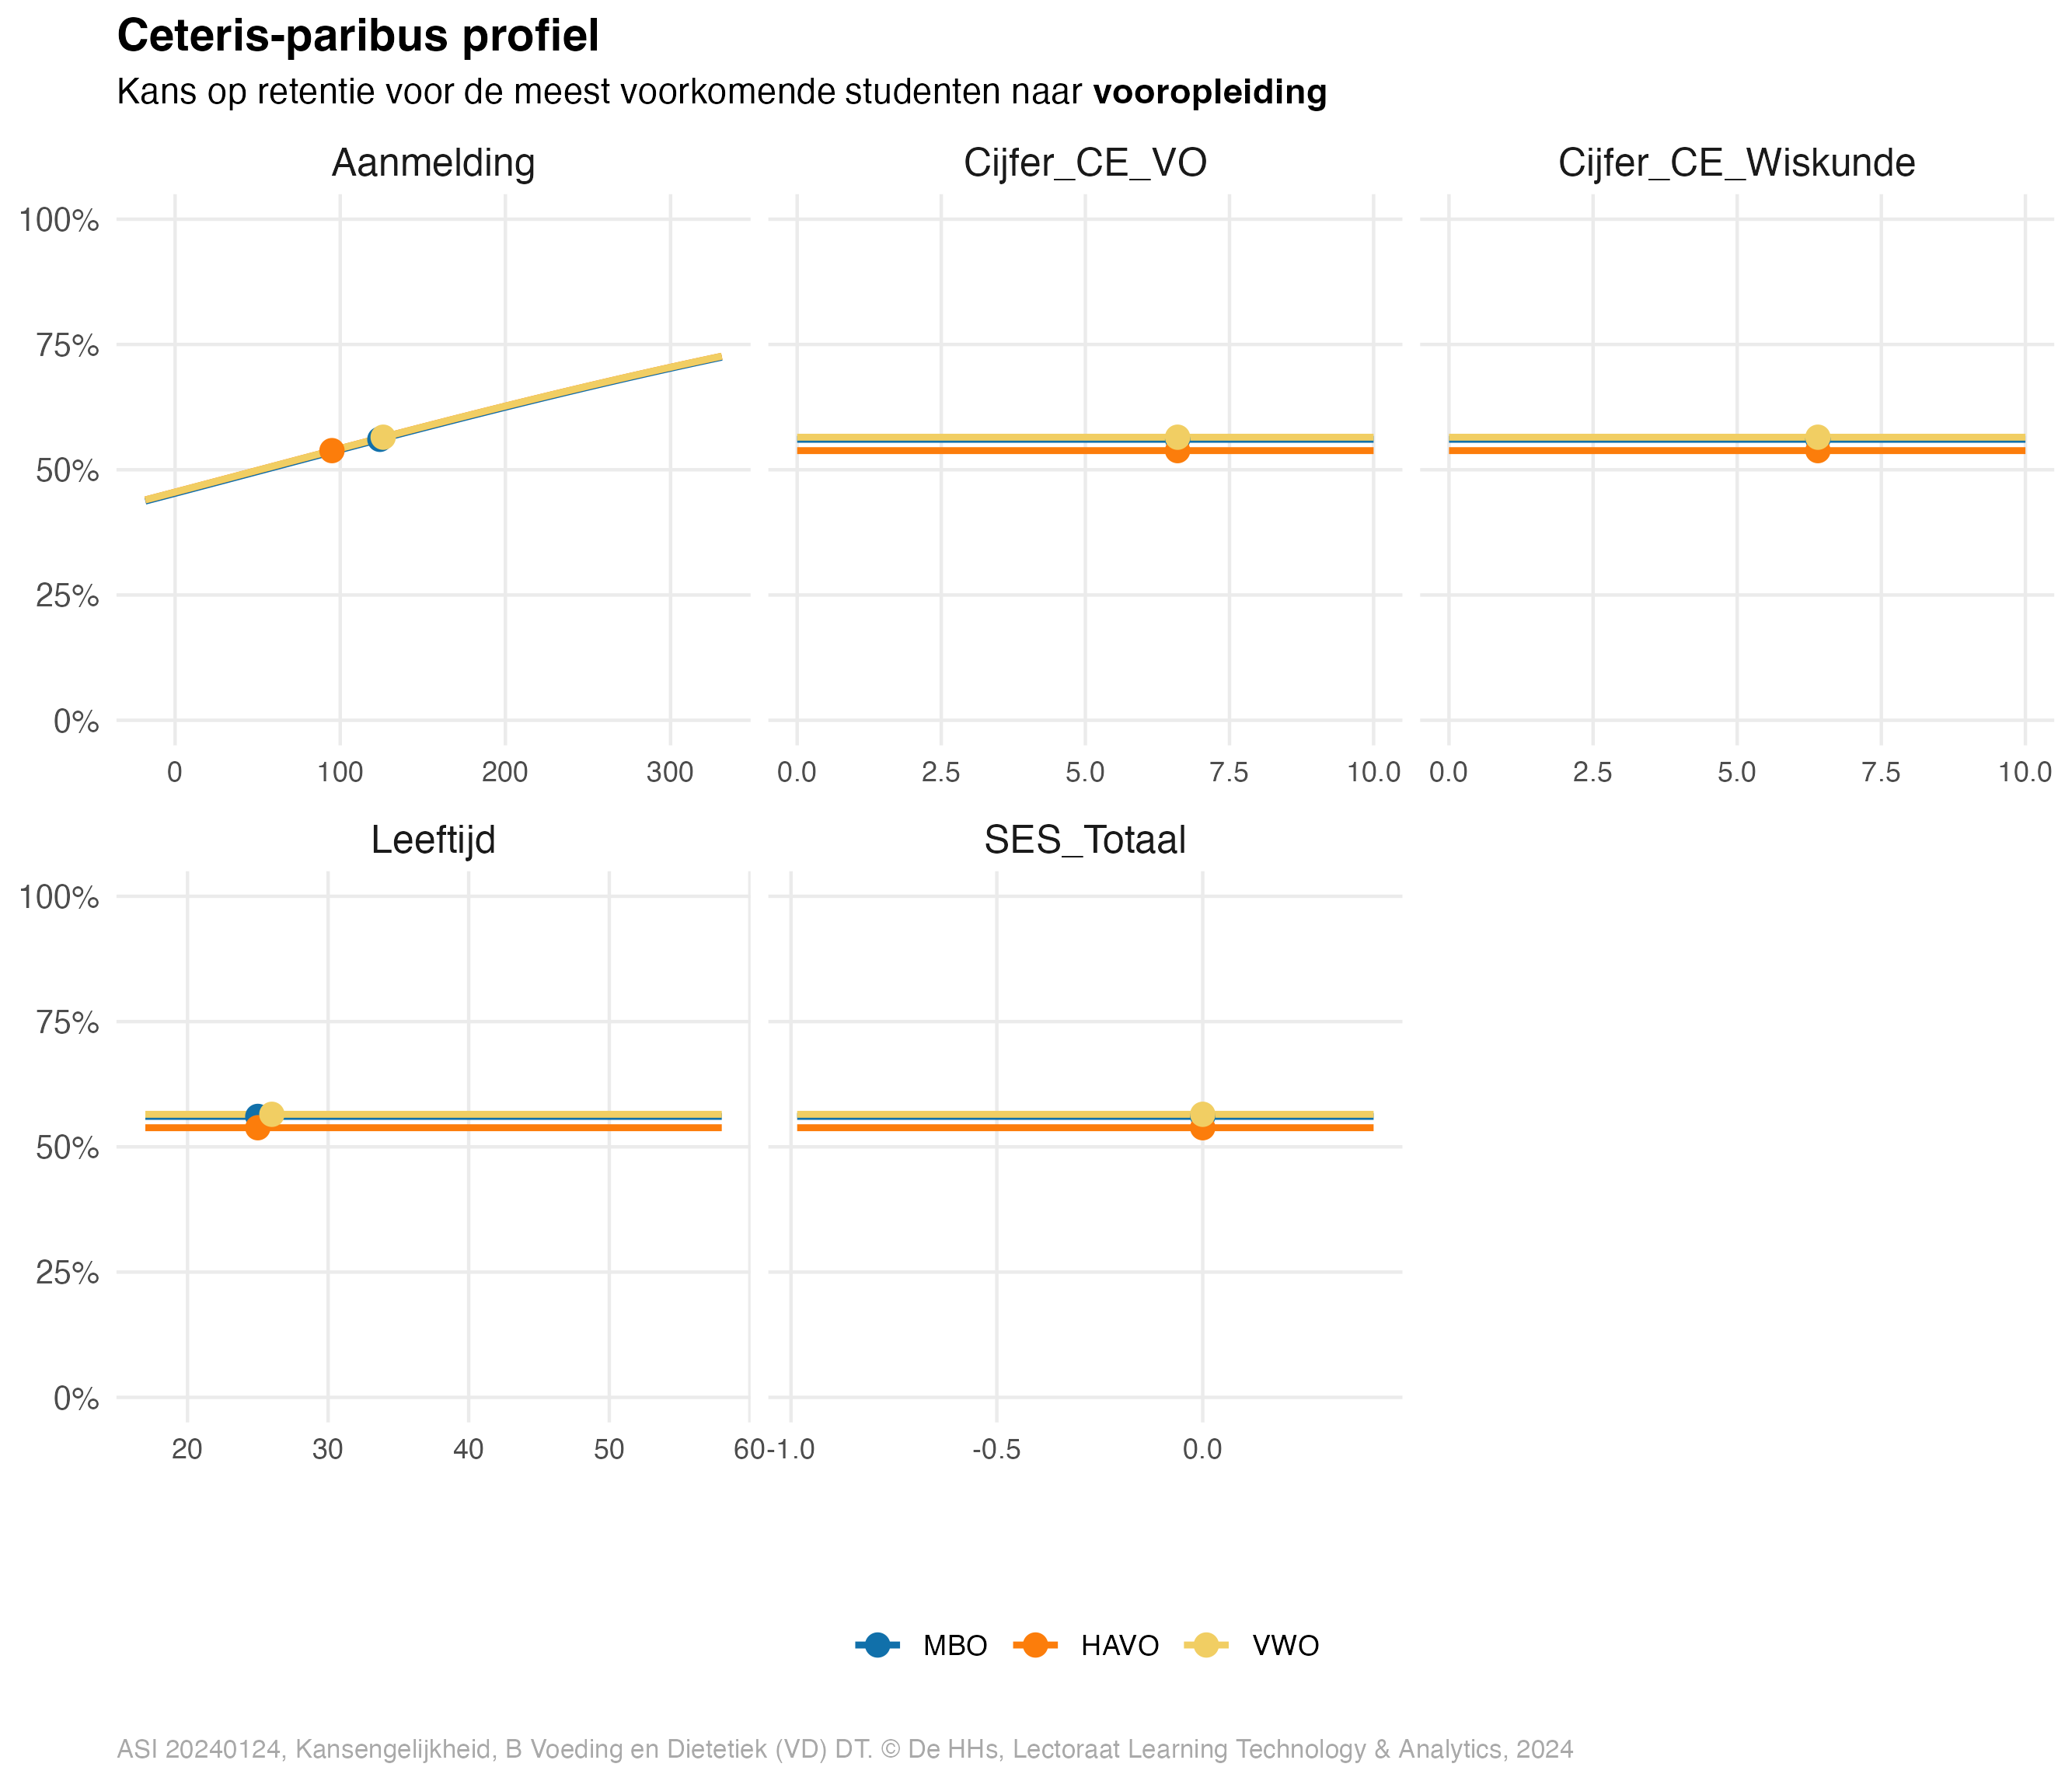 Ceteris-paribus profiel
Kans op retentie voor de meest voorkomende studenten naar vooropleiding
Aanmelding
Cijfer_CE_VO
Cijfer_CE_Wiskunde
100%
75%
50%
25%
0%
0 100 200 300
0.0 2.5 5.0 7.5 10.0
0.0 2.5 5.0 7.5 10.0
Leeftijd
SES_Totaal
100%
75%
50%
25%
0%
20 30 40 50 60
-1.0 -0.5 0.0
MBO HAVO VWO
ASI 20240124, Kansengelijkheid, B Voeding en Dietetiek (VD) DT. © De HHs, Lectoraat Learning Technology & Analytics, 2024